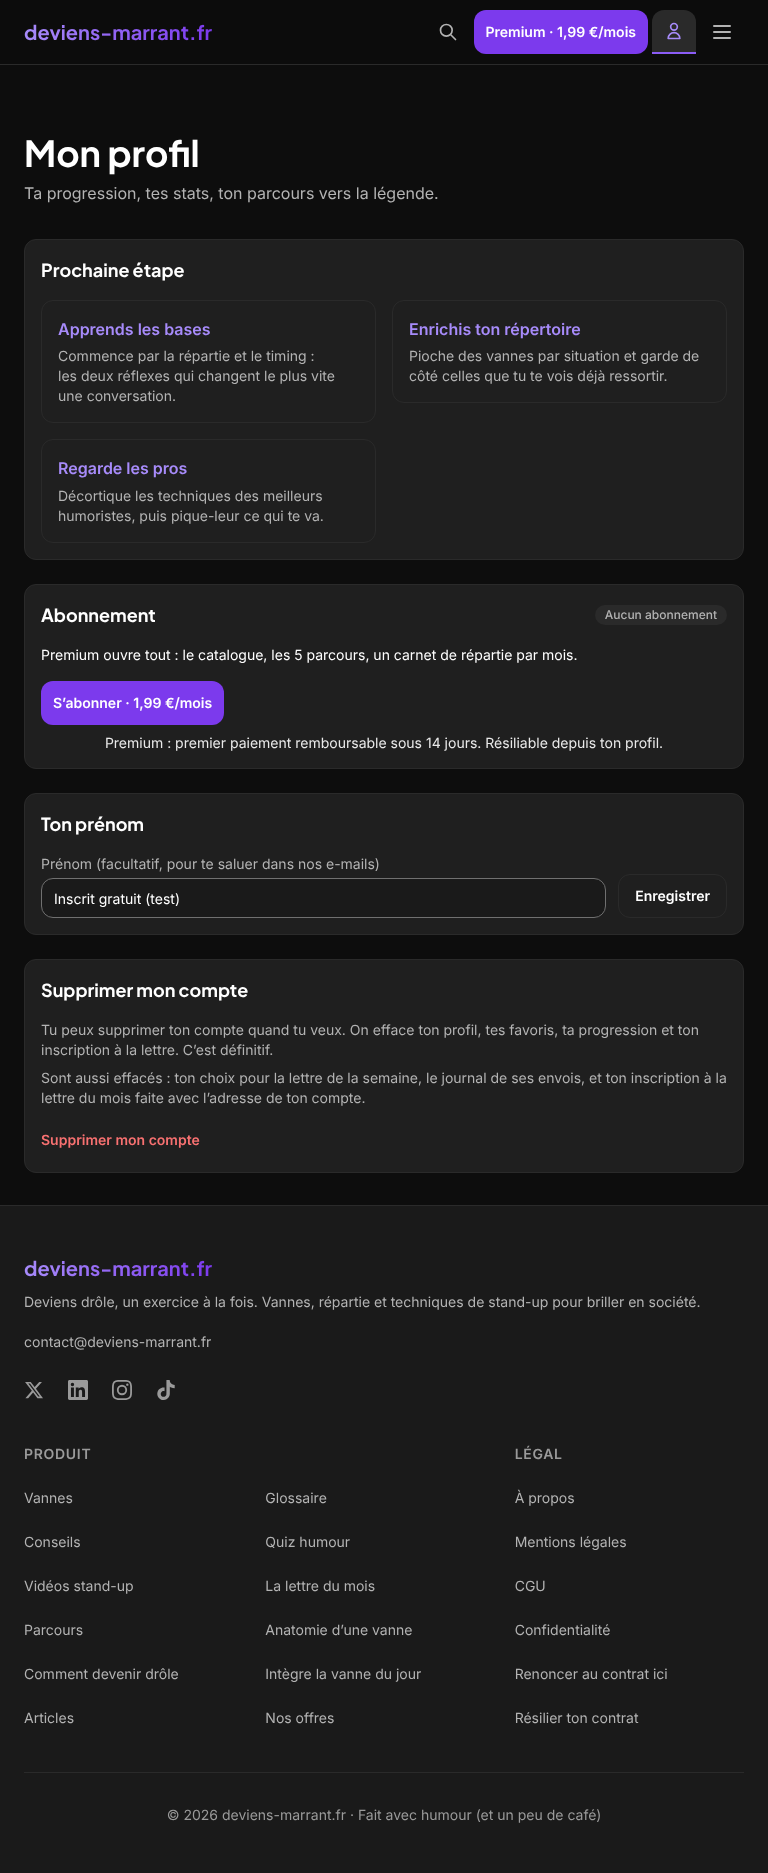 deviens-marrant.fr
Premium · 1,99 €/mois
Mon profil
Ta progression, tes stats, ton parcours vers la légende.
Prochaine étape
Apprends les bases
Commence par la répartie et le timing :
les deux réflexes qui changent le plus vite
une conversation.
Enrichis ton répertoire
Pioche des vannes par situation et garde de
côté celles que tu te vois déjà ressortir.
Regarde les pros
Décortique les techniques des meilleurs
humoristes, puis pique-leur ce qui te va.
Abonnement
Aucun abonnement
Premium ouvre tout : le catalogue, les 5 parcours, un carnet de répartie par mois.
S’abonner · 1,99 €/mois
Premium : premier paiement remboursable sous 14 jours. Résiliable depuis ton profil.
Ton prénom
Prénom (facultatif, pour te saluer dans nos e-mails)
Inscrit gratuit (test)
Enregistrer
Supprimer mon compte
Tu peux supprimer ton compte quand tu veux. On efface ton profil, tes favoris, ta progression et ton
inscription à la lettre. C’est définitif.
Sont aussi effacés : ton choix pour la lettre de la semaine, le journal de ses envois, et ton inscription à la
lettre du mois faite avec l’adresse de ton compte.
Supprimer mon compte
deviens-marrant.fr
Deviens drôle, un exercice à la fois. Vannes, répartie et techniques de stand-up pour briller en société.
contact@deviens-marrant.fr
PRODUIT
Vannes
Conseils
Vidéos stand-up
Parcours
Comment devenir drôle
Articles
Glossaire
Quiz humour
La lettre du mois
Anatomie d’une vanne
Intègre la vanne du jour
Nos offres
LÉGAL
À propos
Mentions légales
CGU
Confidentialité
Renoncer au contrat ici
Résilier ton contrat
© 2026 deviens-marrant.fr · Fait avec humour (et un peu de café)